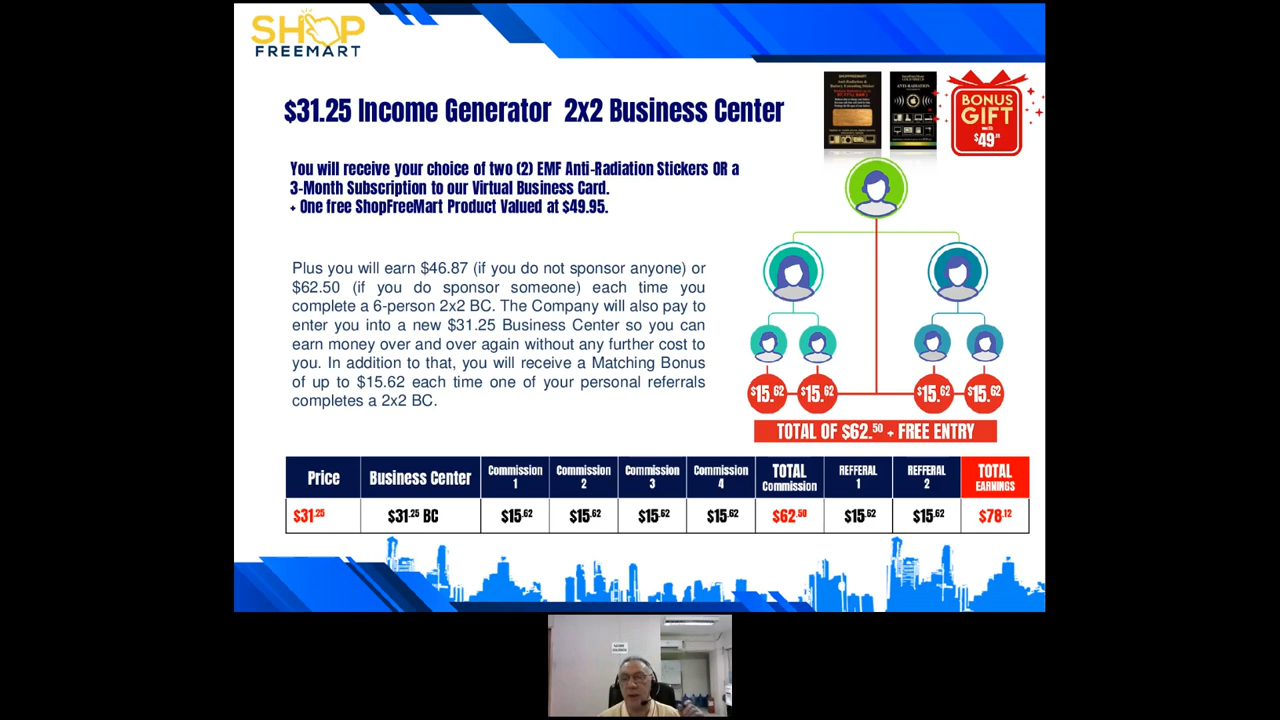 SHOP
FREEMART
$31.25 Income Generator 2x2 Business Center
BONUS
GIFT
worth
$49.
You will receive your choice of two (2) EMF Anti-Radiation Stickers OR a
3-Month Subscription to our Virtual Business Card.
+ One free ShopFreeMart Product Valued at $49.95.
Plus you will earn $46.87 (if you do not sponsor anyone) or
$62.50 (if you do sponsor someone) each time you
complete a 6-person 2x2 BC. The Company will also pay to
enter you into a new $31.25 Business Center so you can
earn money over and over again without any further cost to
you. In addition to that, you will receive a Matching Bonus
of up to $15.62 each time one of your personal referrals
completes a 2x2 BC.
$15.62 $15.62 $15.62 $15.62
TOTAL OF $62.50 + FREE ENTRY
Price Business Center Commission 1 Commission 2 Commission 3 Commission 4 TOTAL Commission REFFERAL 1 REFFERAL 2 TOTAL EARNINGS
$31.25 $31.25 BC $15.62 $15.62 $15.62 $15.62 $62.50 $15.62 $15.62 $78.12